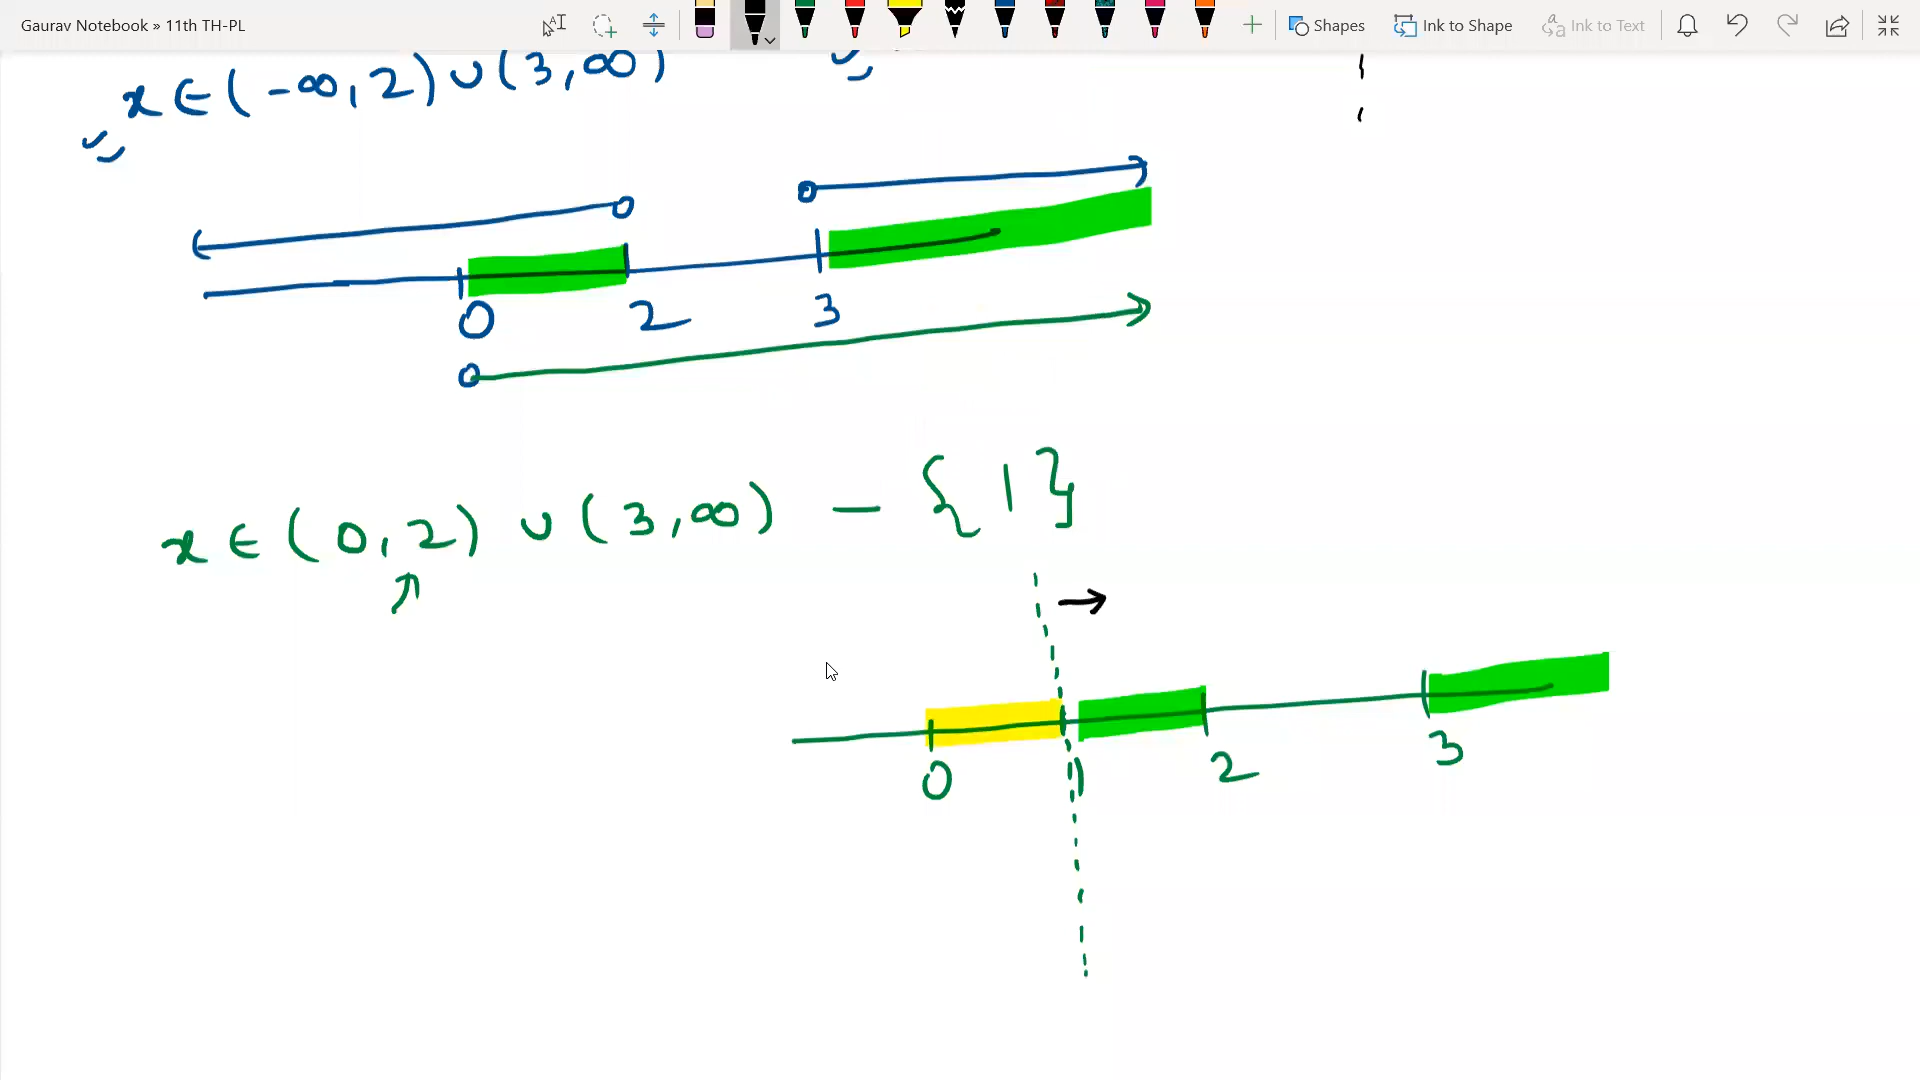 Gaurav Notebook » 11th TH-PL
Shapes
Ink to Shape
Ink to Text
x ∈ (-∞, 2) ∪ (3, ∞)
0 2 3
x ∈ (0, 2) ∪ (3, ∞) - {1}
0 1 2 3